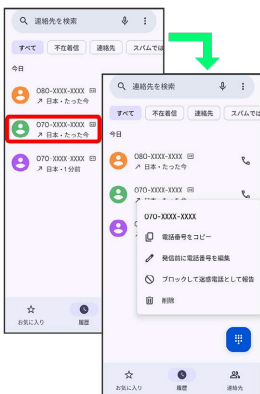 連絡先を検索
すべて
不在着信
連絡先
スパムでは
今日
080-XXXX-XXXX
日本・たった今
070-XXXX-XXXX
日本・たった今
070-XXXX-XXXX
日本・1分前
お気に入り
履歴
連絡先を検索
すべて
不在着信
連絡先
スパムでは
今日
080-XXXX-XXXX
日本・たった今
070-XXXX-XXXX
日本・たった今
070-XXXX-XXXX
電話番号をコピー
発信前に電話番号を編集
ブロックして迷惑電話として報告
削除
お気に入り
履歴
連絡先